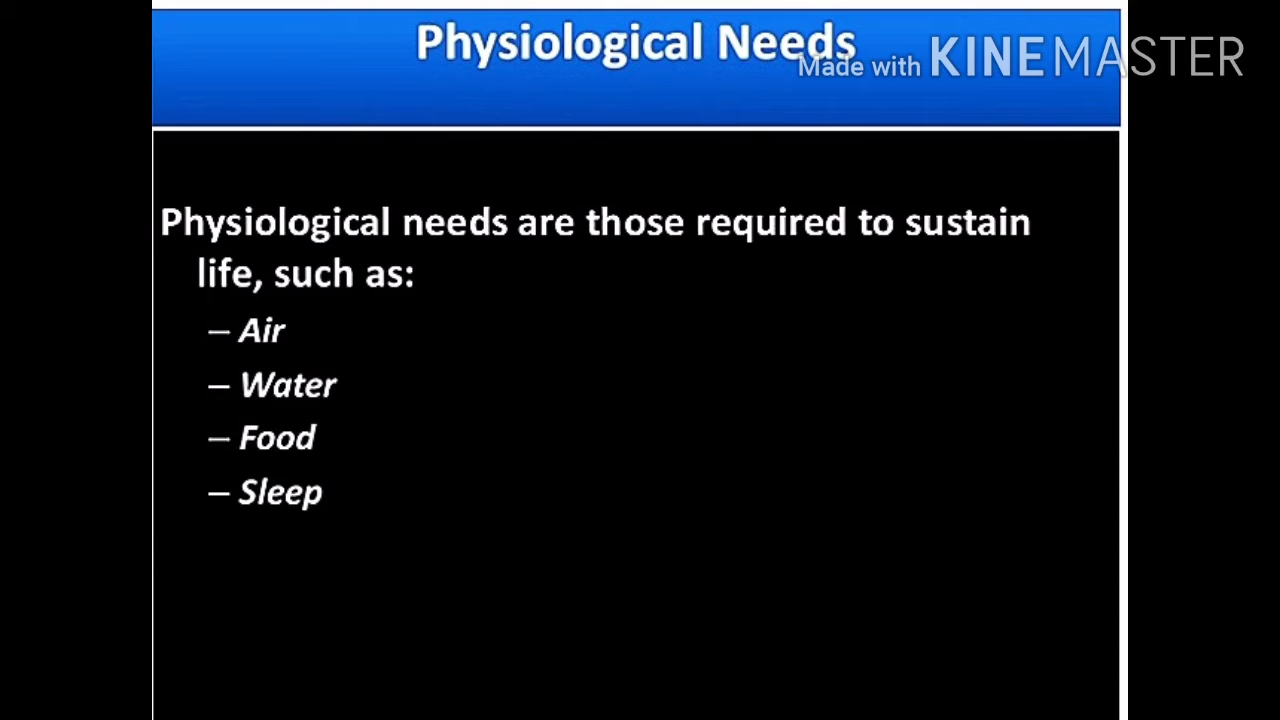 Physiological Needs
Made with KINEMASTER
Physiological needs are those required to sustain
life, such as:
– Air
– Water
– Food
– Sleep